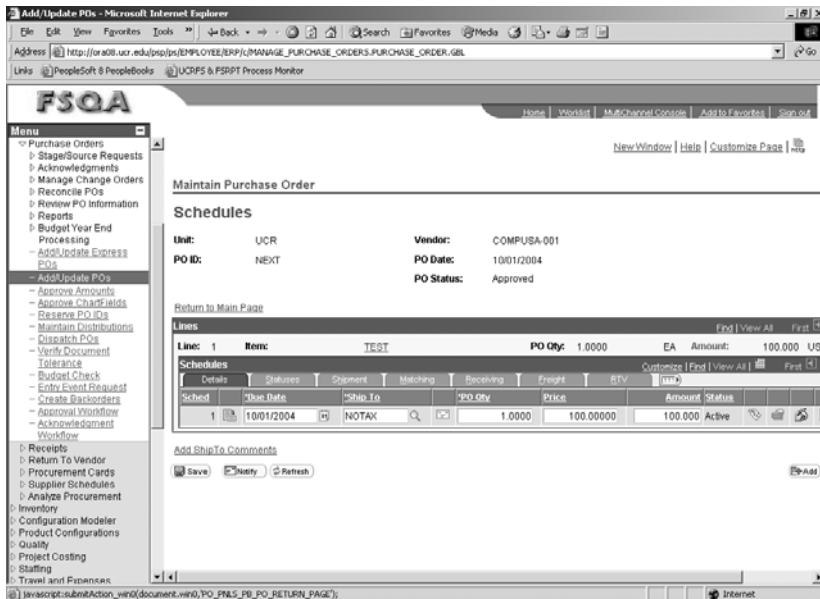 Add/Update POs - Microsoft Internet Explorer
File Edit View Favorites Tools » Back Search Favorites Media
Address http://ora08.ucr.edu/psp/ps/EMPLOYEE/ERP/c/MANAGE_PURCHASE_ORDERS.PURCHASE_ORDER.GBL Go
Links PeopleSoft 8 PeopleBooks UCRFS & FSRPT Process Monitor
FSQA
Home Worklist MultiChannel Console Add to Favorites Sign out
Menu
Purchase Orders
Stage/Source Requests
Acknowledgments
Manage Change Orders
Reconcile POs
Review PO Information
Reports
Budget Year End
Processing
– Add/Update Express
POs
– Add/Update POs
– Approve Amounts
– Approve ChartFields
– Reserve PO IDs
– Maintain Distributions
– Dispatch POs
– Verify Document
Tolerance
– Budget Check
– Entry Event Request
– Create Backorders
– Approval Workflow
– Acknowledgment
Workflow
Receipts
Return To Vendor
Procurement Cards
Supplier Schedules
Analyze Procurement
Inventory
Configuration Modeler
Product Configurations
Quality
Project Costing
Staffing
Travel and Expenses
New Window | Help | Customize Page |
Maintain Purchase Order
Schedules
Unit: UCR Vendor: COMPUSA-001
PO ID: NEXT PO Date: 10/01/2004
PO Status: Approved
Return to Main Page
Lines Find | View All First
Line: 1 Item: TEST PO Qty: 1.0000 EA Amount: 100.000 US
Schedules Customize | Find | View All | First
Details Statuses Shipment Matching Receiving Freight RTV
Sched *Due Date *Ship To *PO Qty Price Amount Status
1 10/01/2004 NOTAX 1.0000 100.00000 100.000 Active
Add ShipTo Comments
Save Notify Refresh Add
javascript:submitAction_win0(document.win0,'PO_PNLS_PB_PO_RETURN_PAGE'); Internet